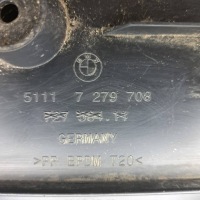 5111 7 279 708
GERMANY
>PP EPDM T20<